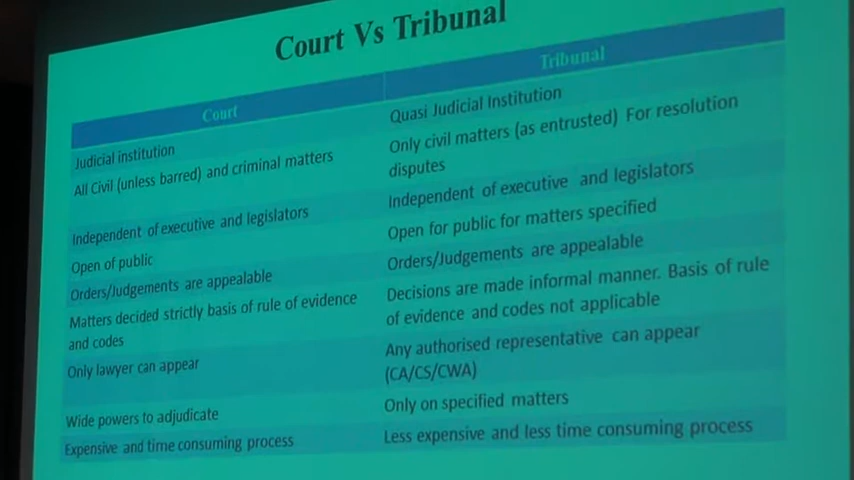 Court Vs Tribunal
Court
Tribunal
Judicial institution
Quasi Judicial Institution
All Civil (unless barred) and criminal matters
Only civil matters (as entrusted) For resolution
disputes
Independent of executive and legislators
Independent of executive and legislators
Open of public
Open for public for matters specified
Orders/Judgements are appealable
Orders/Judgements are appealable
Matters decided strictly basis of rule of evidence
and codes
Decisions are made informal manner. Basis of rule
of evidence and codes not applicable
Only lawyer can appear
Any authorised representative can appear
(CA/CS/CWA)
Wide powers to adjudicate
Only on specified matters
Expensive and time consuming process
Less expensive and less time consuming process